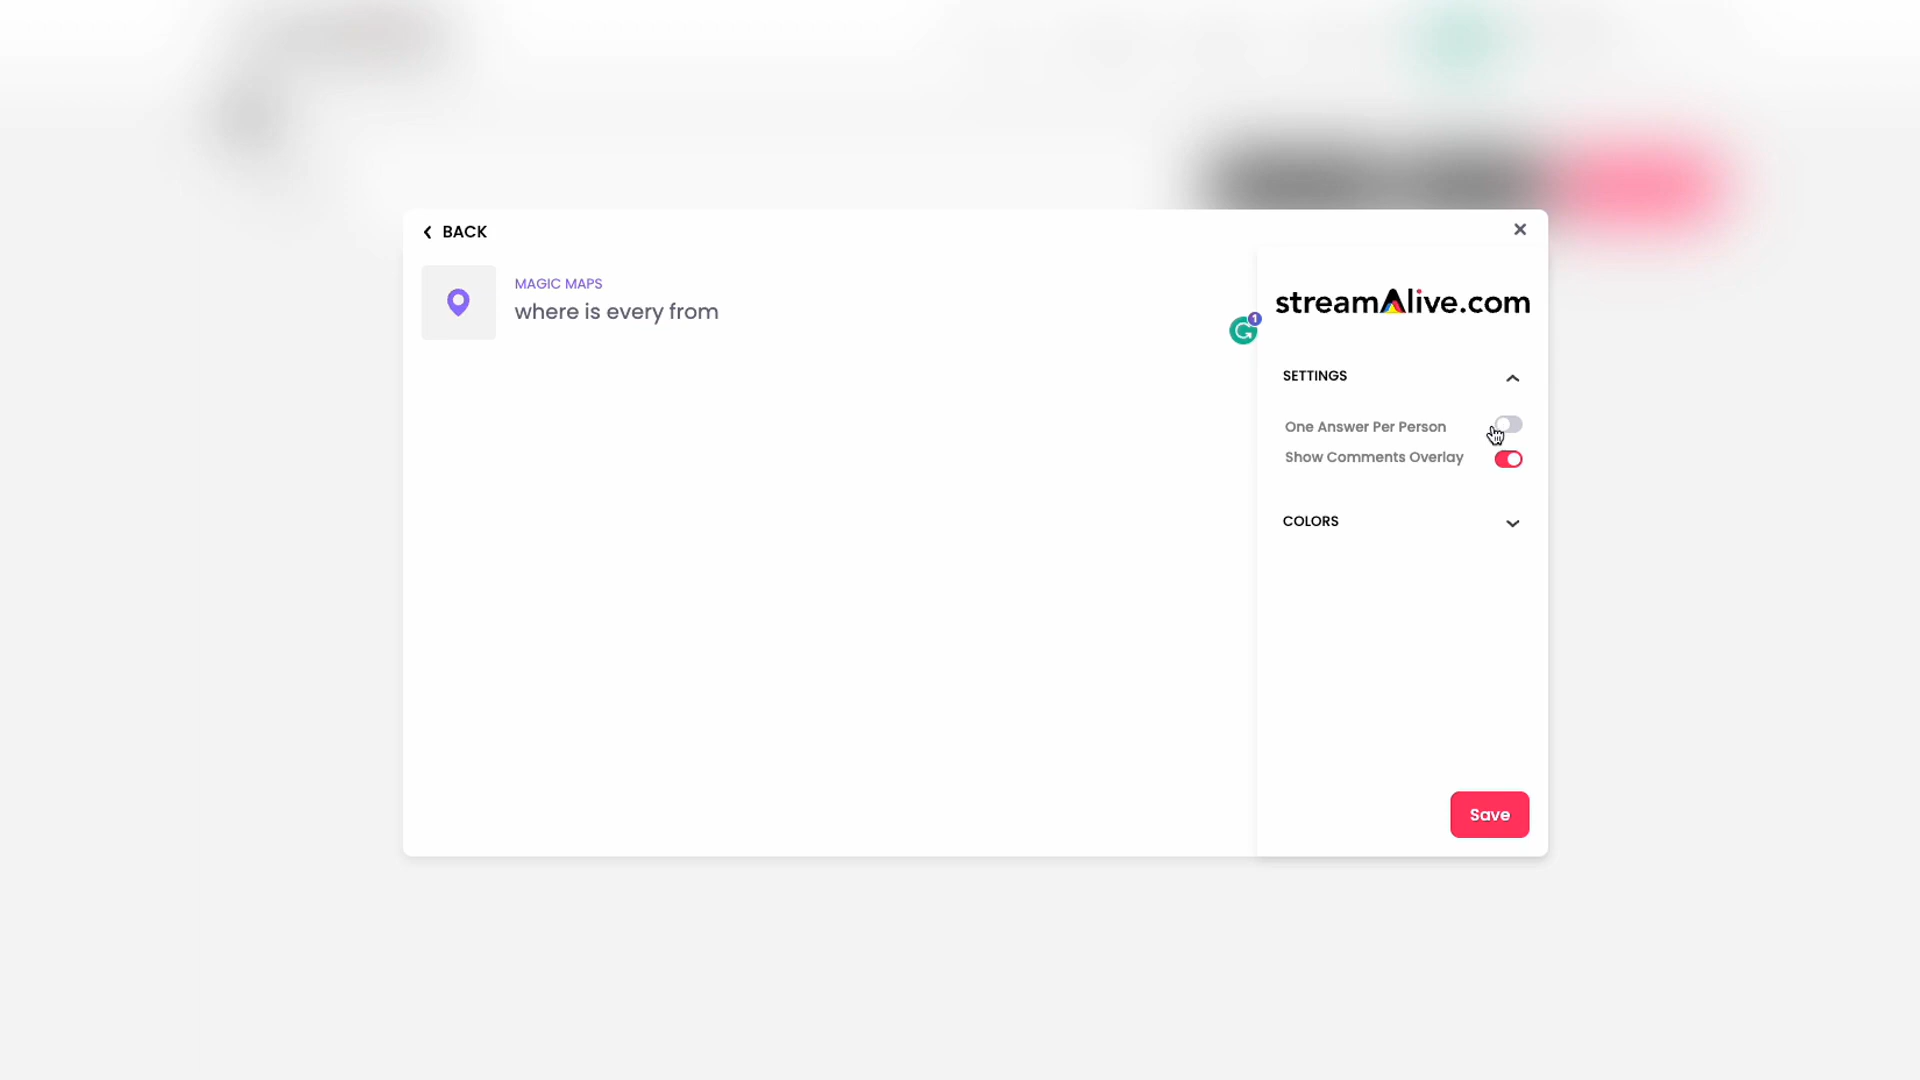 BACK
MAGIC MAPS
where is every from
1
streamAlive.com
SETTINGS
One Answer Per Person
Show Comments Overlay
COLORS
Save